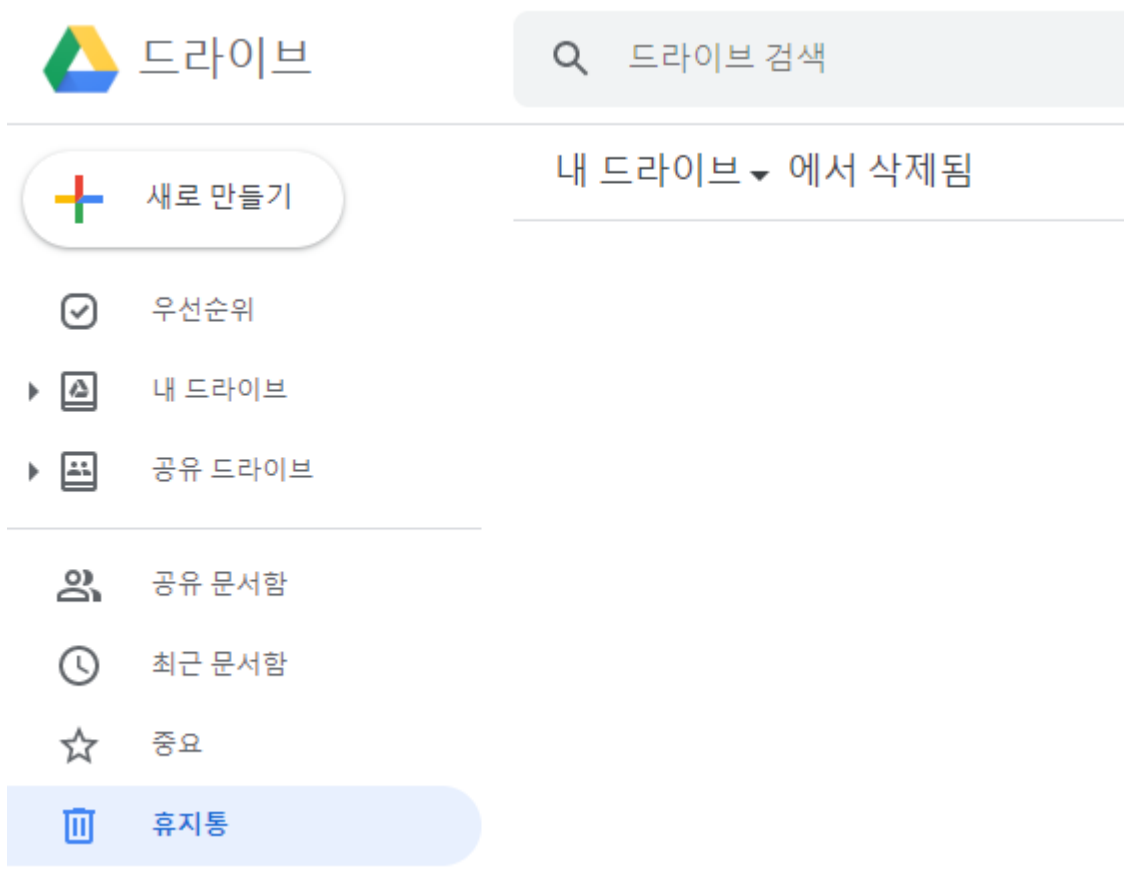 드라이브
드라이브 검색
내 드라이브 에서 삭제됨
새로 만들기
우선순위
내 드라이브
공유 드라이브
공유 문서함
최근 문서함
중요
휴지통